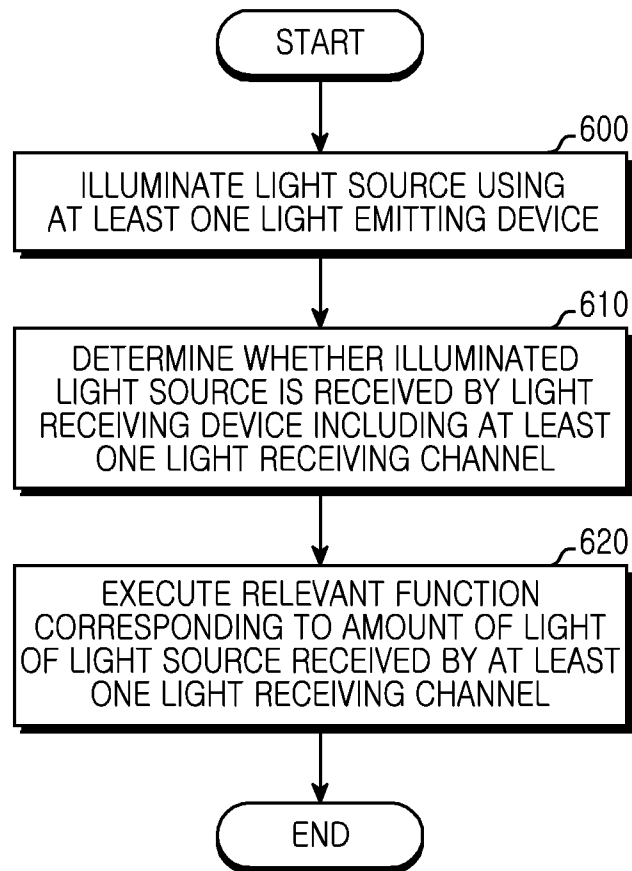 START
600
ILLUMINATE LIGHT SOURCE USING
AT LEAST ONE LIGHT EMITTING DEVICE
610
DETERMINE WHETHER ILLUMINATED
LIGHT SOURCE IS RECEIVED BY LIGHT
RECEIVING DEVICE INCLUDING AT LEAST
ONE LIGHT RECEIVING CHANNEL
620
EXECUTE RELEVANT FUNCTION
CORRESPONDING TO AMOUNT OF LIGHT
OF LIGHT SOURCE RECEIVED BY AT LEAST
ONE LIGHT RECEIVING CHANNEL
END